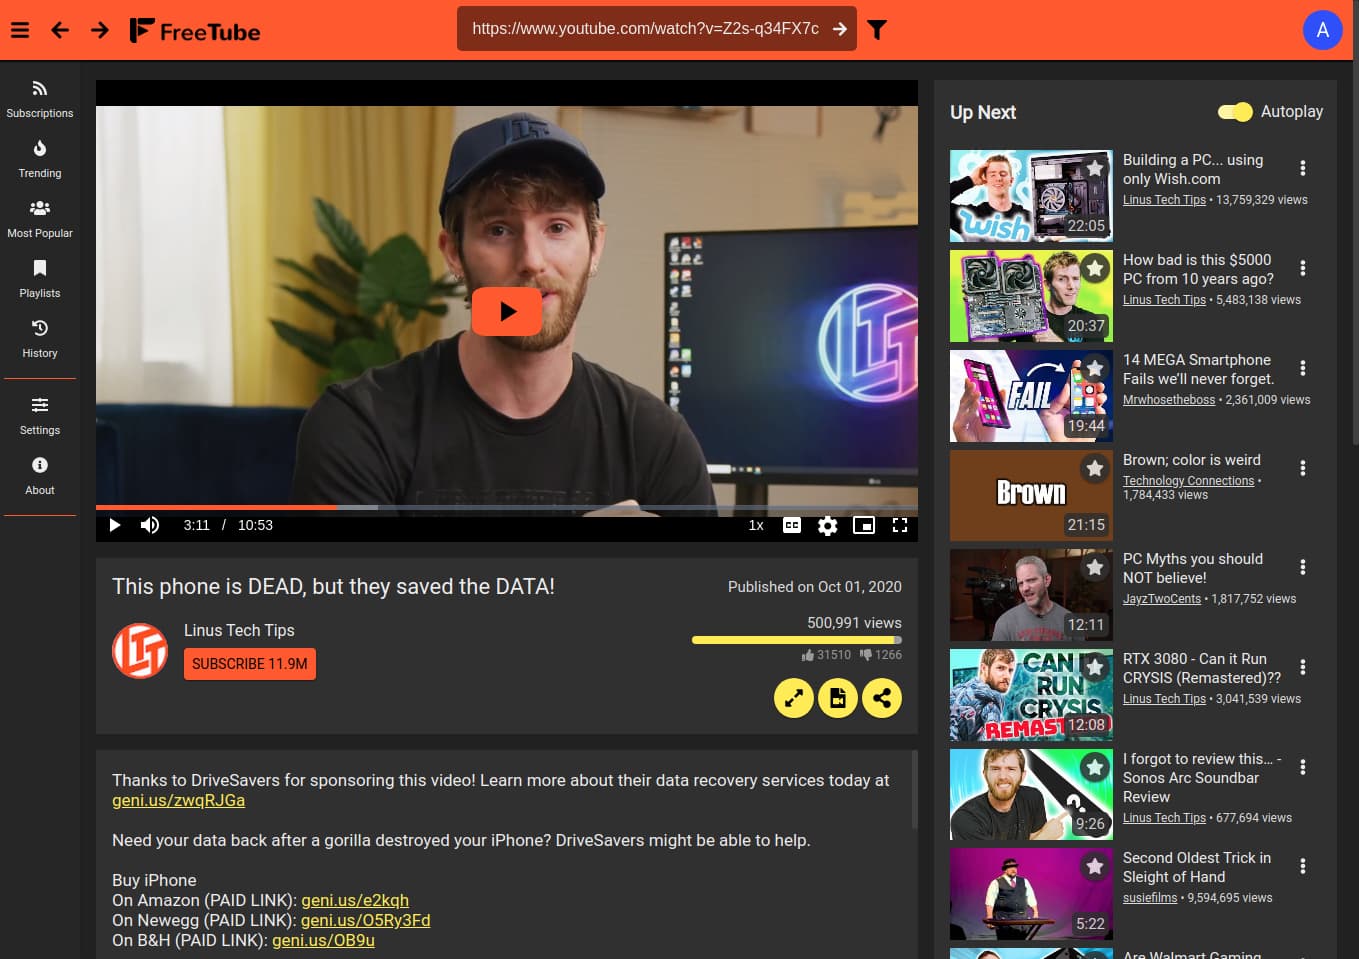 FreeTube
https://www.youtube.com/watch?v=Z2s-q34FX7c
A
Subscriptions
Trending
Most Popular
Playlists
History
Settings
About
LTT
3:11 / 10:53
1x
CC
This phone is DEAD, but they saved the DATA!
Published on Oct 01, 2020
Linus Tech Tips
SUBSCRIBE 11.9M
500,991 views
31510 1266
Thanks to DriveSavers for sponsoring this video! Learn more about their data recovery services today at
geni.us/zwqRJGa
Need your data back after a gorilla destroyed your iPhone? DriveSavers might be able to help.
Buy iPhone
On Amazon (PAID LINK): geni.us/e2kqh
On Newegg (PAID LINK): geni.us/O5Ry3Fd
On B&H (PAID LINK): geni.us/OB9u
Up Next
Autoplay
wish
22:05
Building a PC... using
only Wish.com
Linus Tech Tips • 13,759,329 views
20:37
How bad is this $5000
PC from 10 years ago?
Linus Tech Tips • 5,483,138 views
FAIL
19:44
14 MEGA Smartphone
Fails we'll never forget.
Mrwhosetheboss • 2,361,009 views
Brown
21:15
Brown; color is weird
Technology Connections •
1,784,433 views
12:11
PC Myths you should
NOT believe!
JayzTwoCents • 1,817,752 views
CAN IT
RUN
CRYSIS
12:08
RTX 3080 - Can it Run
CRYSIS (Remastered)??
Linus Tech Tips • 3,041,539 views
?
9:26
I forgot to review this… -
Sonos Arc Soundbar
Review
Linus Tech Tips • 677,694 views
5:22
Second Oldest Trick in
Sleight of Hand
susiefilms • 9,594,695 views
Are Walmart Gaming